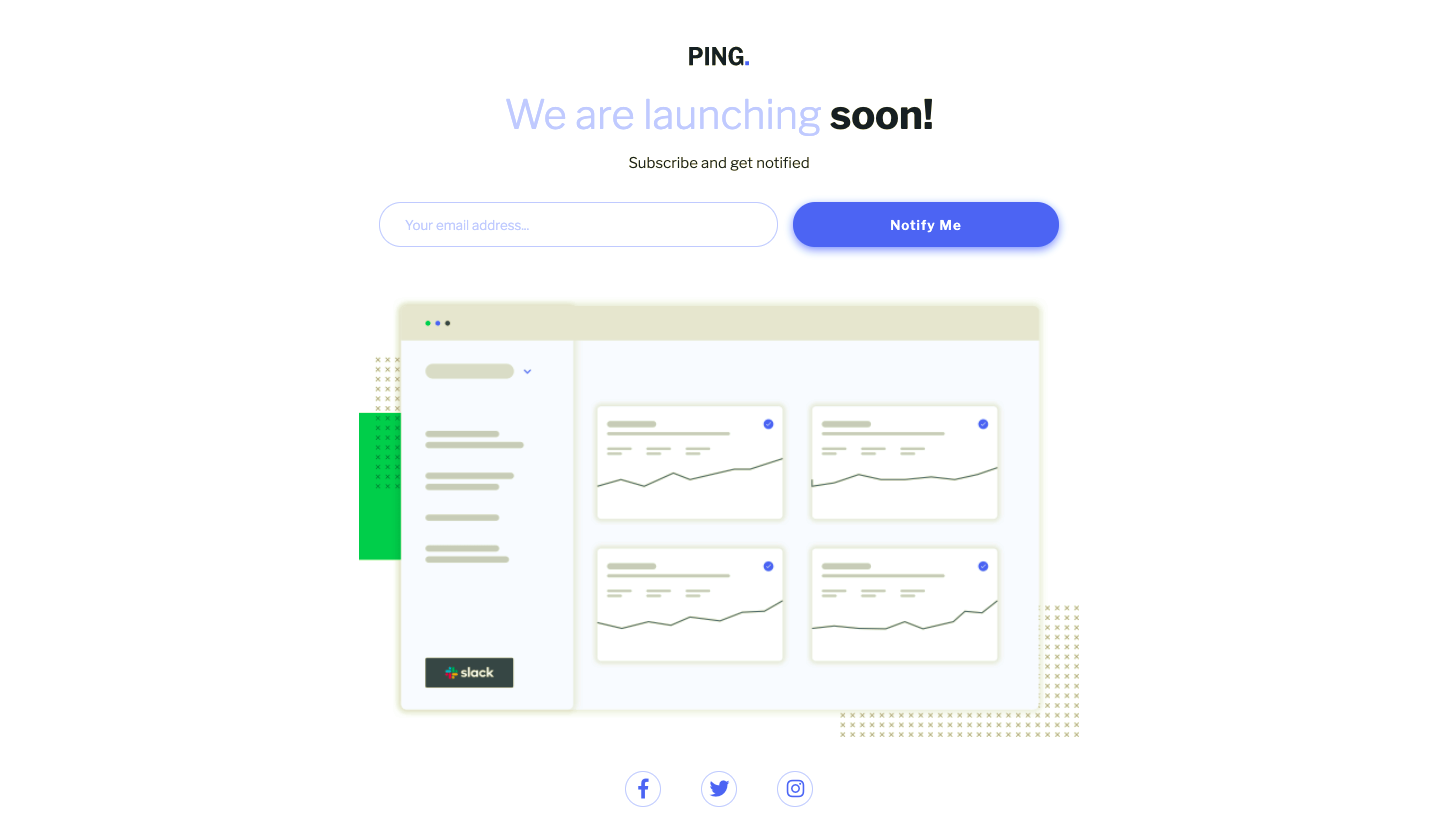 PING.
We are launching soon!
Subscribe and get notified
Your email address...
Notify Me
slack